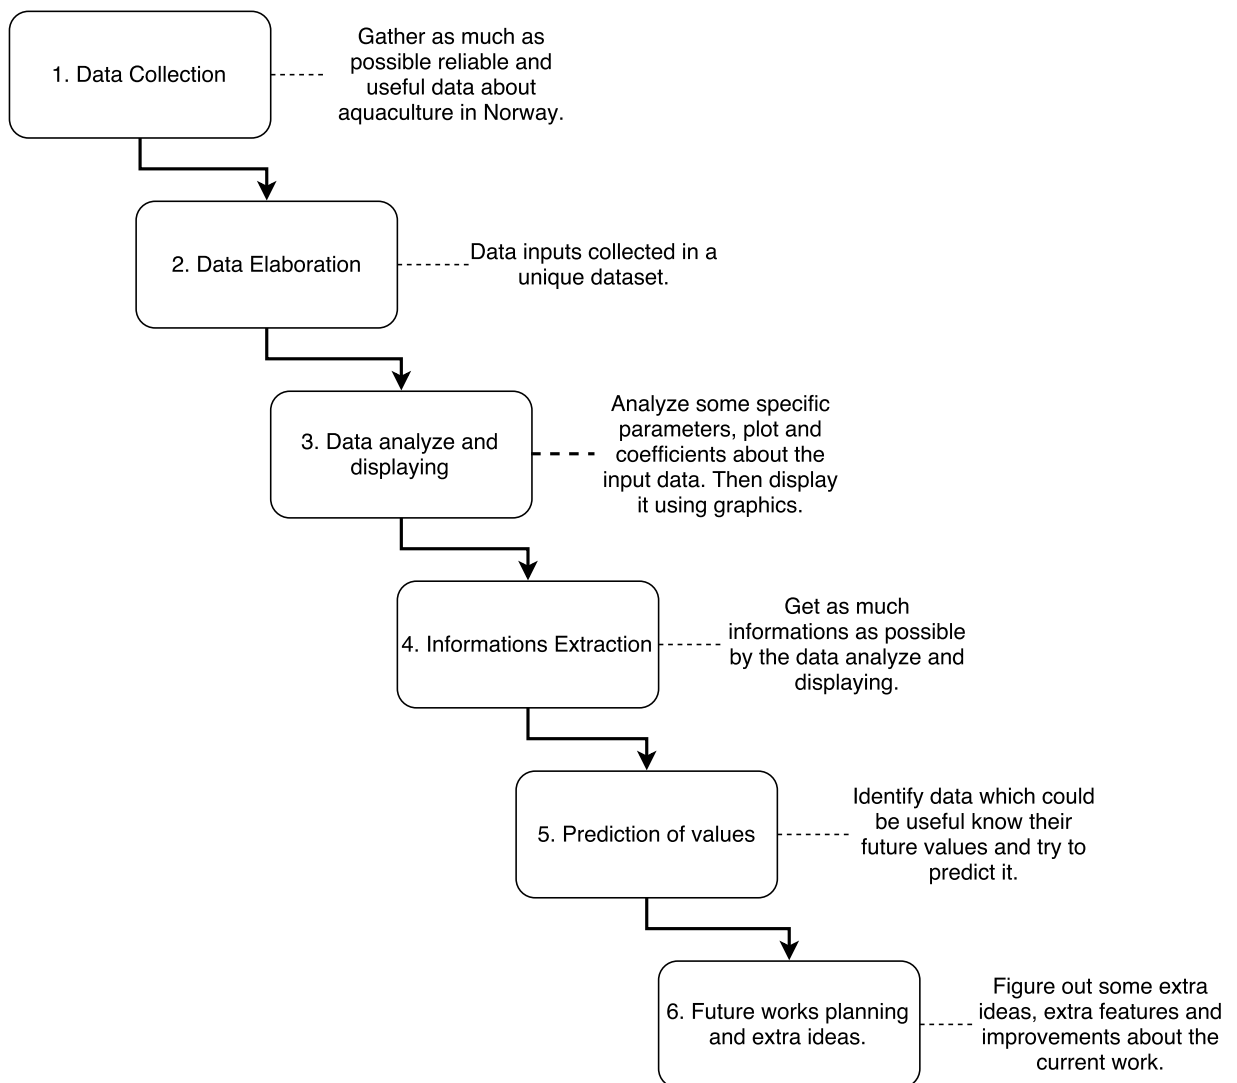 1. Data Collection
Gather as much as
possible reliable and
useful data about
aquaculture in Norway.
2. Data Elaboration
Data inputs collected in a
unique dataset.
3. Data analyze and
displaying
Analyze some specific
parameters, plot and
coefficients about the
input data. Then display
it using graphics.
4. Informations Extraction
Get as much
informations as possible
by the data analyze and
displaying.
5. Prediction of values
Identify data which could
be useful know their
future values and try to
predict it.
6. Future works planning
and extra ideas.
Figure out some extra
ideas, extra features and
improvements about the
current work.